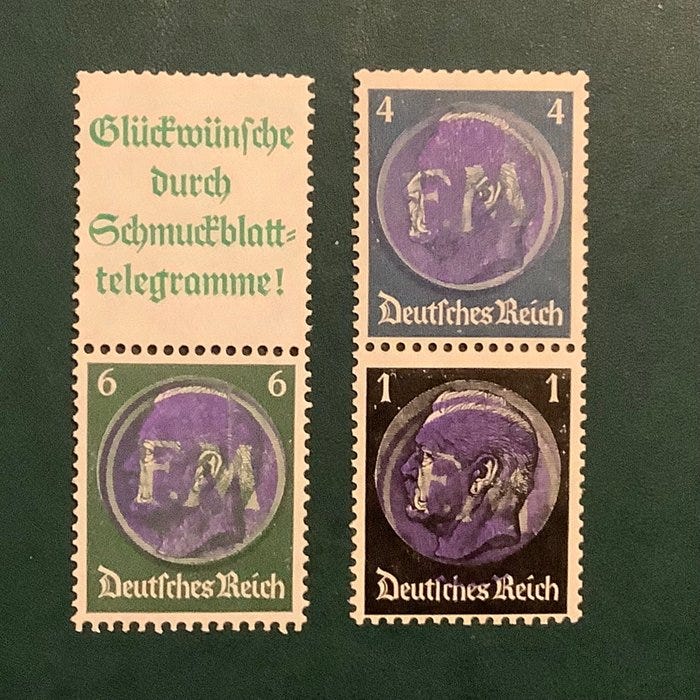 Glückwünſche
durch
Schmuckblatt=
telegramme!
6 6
F.M
Deutſches Reich
4 4
F.M
Deutſches Reich
1 1
F
Deutſches Reich